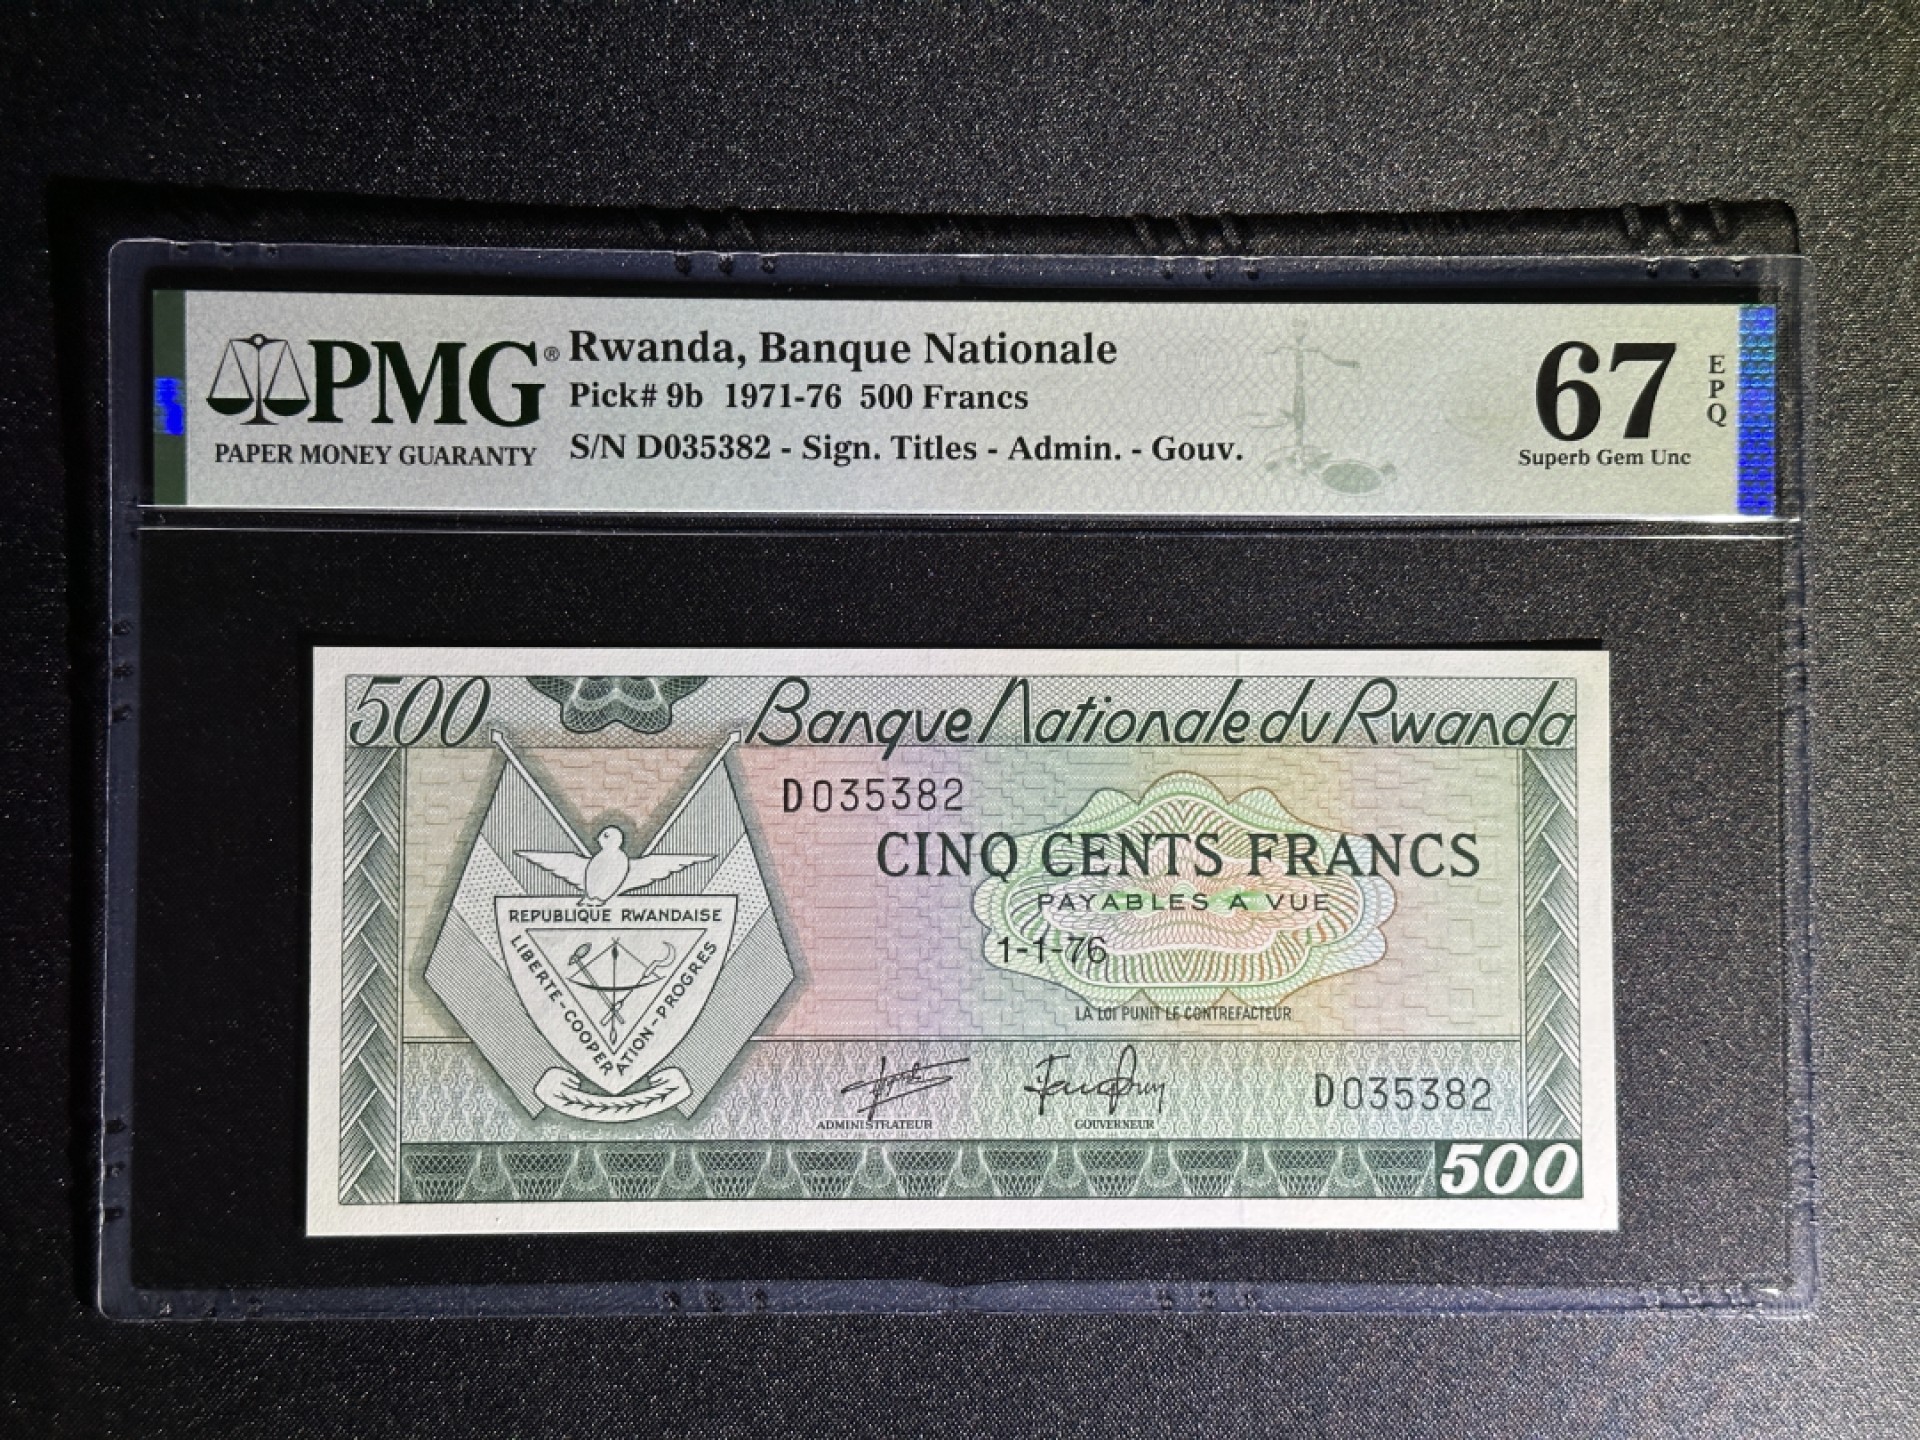 PMG®
PAPER MONEY GUARANTY
Rwanda, Banque Nationale
Pick# 9b 1971-76 500 Francs
S/N D035382 - Sign. Titles - Admin. - Gouv.
67
EPQ
Superb Gem Unc
500
Banque Nationale du Rwanda
D035382
CINQ CENTS FRANCS
PAYABLES A VUE
1-1-76
LA LOI PUNIT LE CONTREFACTEUR
REPUBLIQUE RWANDAISE
LIBERTE-COOPERATION-PROGRES
ADMINISTRATEUR
GOUVERNEUR
D035382
500